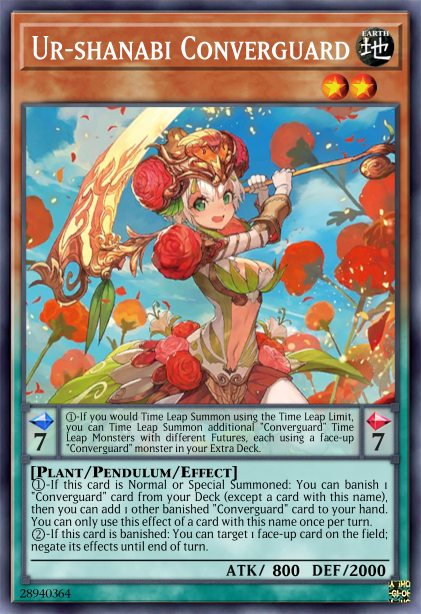 Ur-shanabi Converguard
EARTH
地
①-If you would Time Leap Summon using the Time Leap Limit,
you can Time Leap Summon additional "Converguard" Time
Leap Monsters with different Futures, each using a face-up
"Converguard" monster in your Extra Deck.
7
7
[Plant/Pendulum/Effect]
①-If this card is Normal or Special Summoned: You can banish 1
"Converguard" card from your Deck (except a card with this name),
then you can add 1 other banished "Converguard" card to your hand.
You can only use this effect of a card with this name once per turn.
②-If this card is banished: You can target 1 face-up card on the field;
negate its effects until end of turn.
ATK/ 800 DEF/2000
28940364